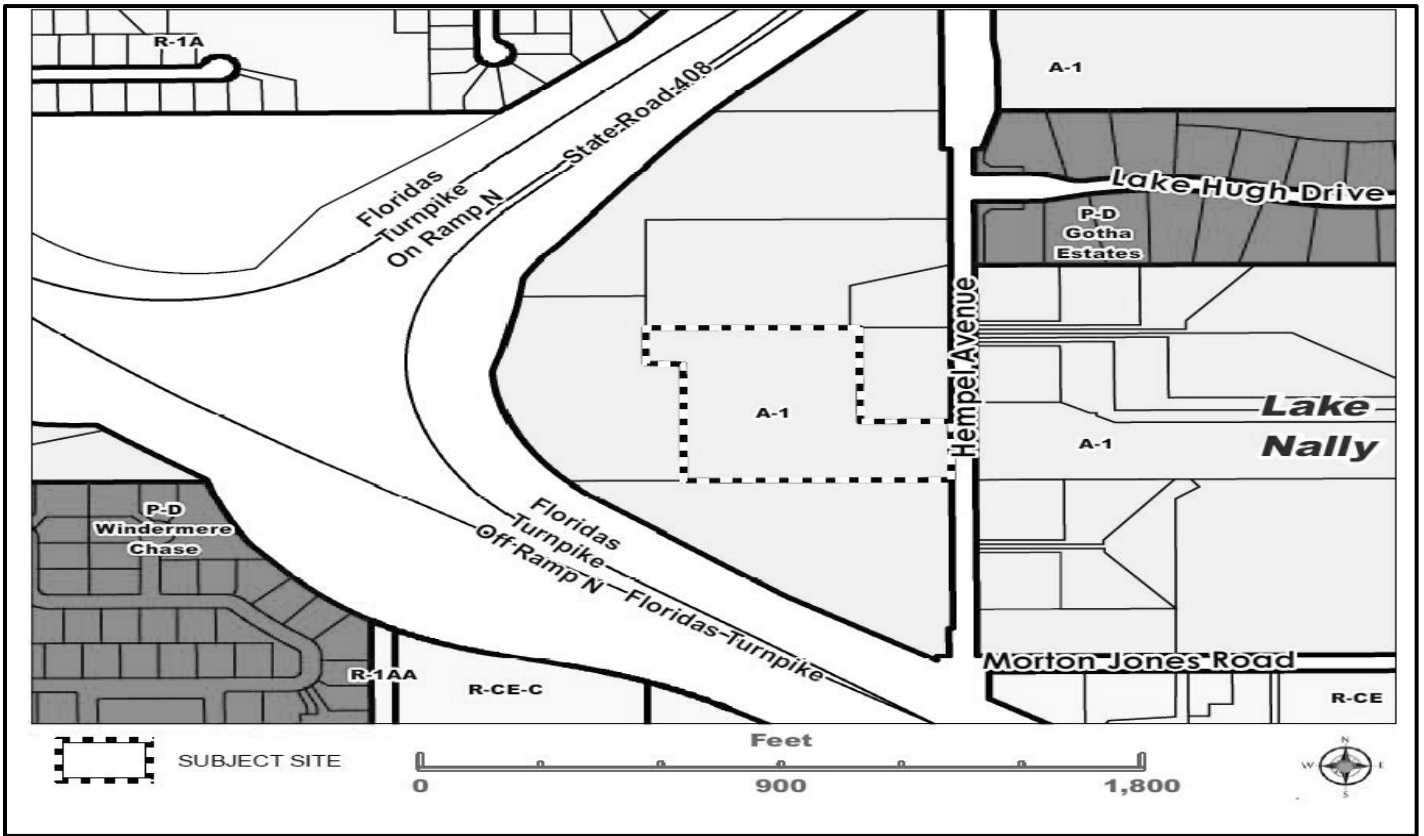 R-1A
A-1
State Road 408
Floridas
Turnpike
On Ramp N
Lake Hugh Drive
P-D
Gotha
Estates
Hempel Avenue
A-1
Lake
Nally
A-1
P-D
Windermere
Chase
Floridas
Turnpike
Off Ramp N
Floridas Turnpike
Morton Jones Road
R-1AA
R-CE-C
R-CE
SUBJECT SITE
Feet
0 900 1,800
N
W E
S